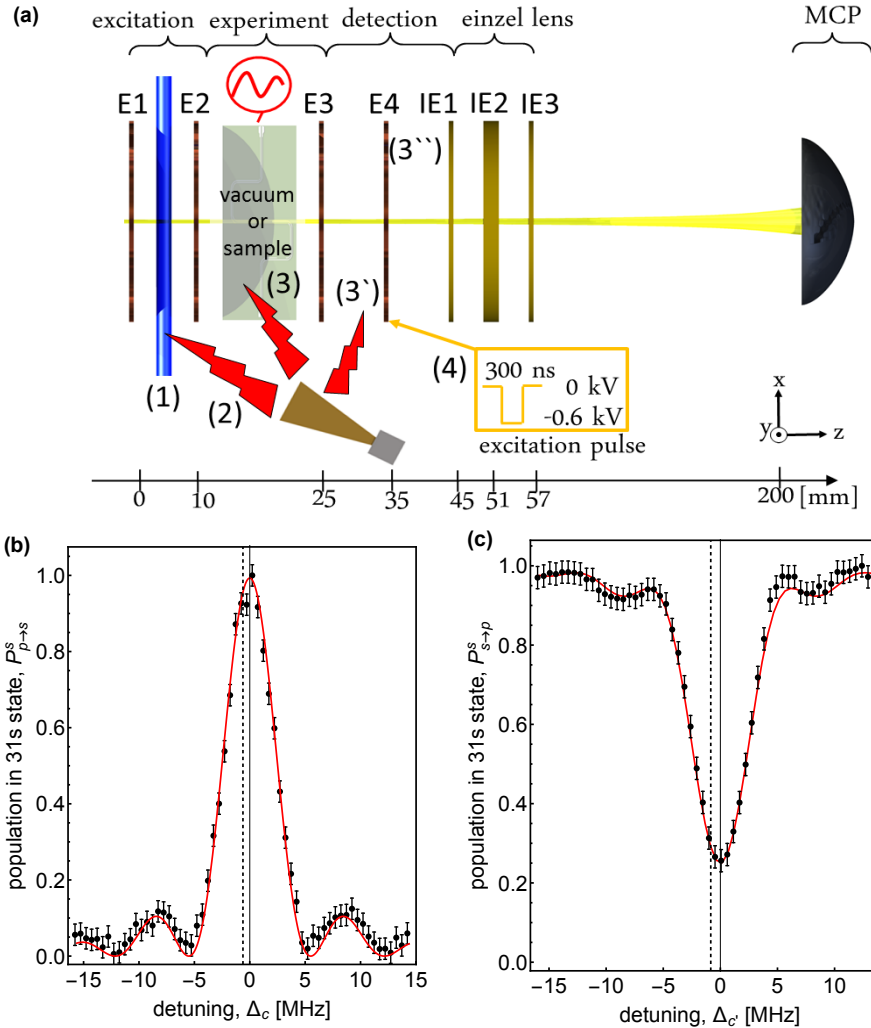 (a)
excitation experiment detection einzel lens MCP
E1 E2 E3 E4 IE1 IE2 IE3
(3``)
vacuum
or
sample
(3)
(3`)
(4)
300 ns
0 kV
-0.6 kV
excitation pulse
(1)
(2)
x
y
z
0 10 25 35 45 51 57 200 [mm]
(b)
population in 31s state, P^s_{p→s}
1.0
0.8
0.6
0.4
0.2
0.0
−15 −10 −5 0 5 10 15
detuning, Δ_c [MHz]
(c)
population in 31s state, P^s_{s→p}
1.0
0.8
0.6
0.4
0.2
0.0
−15 −10 −5 0 5 10
detuning, Δ_{c'} [MHz]